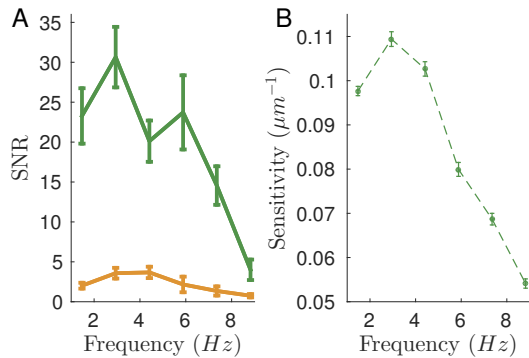 A
35
30
25
20
15
10
5
0
SNR
2 4 6 8
Frequency (Hz)
B
0.11
0.1
0.09
0.08
0.07
0.06
0.05
Sensitivity (μm⁻¹)
2 4 6 8
Frequency (Hz)